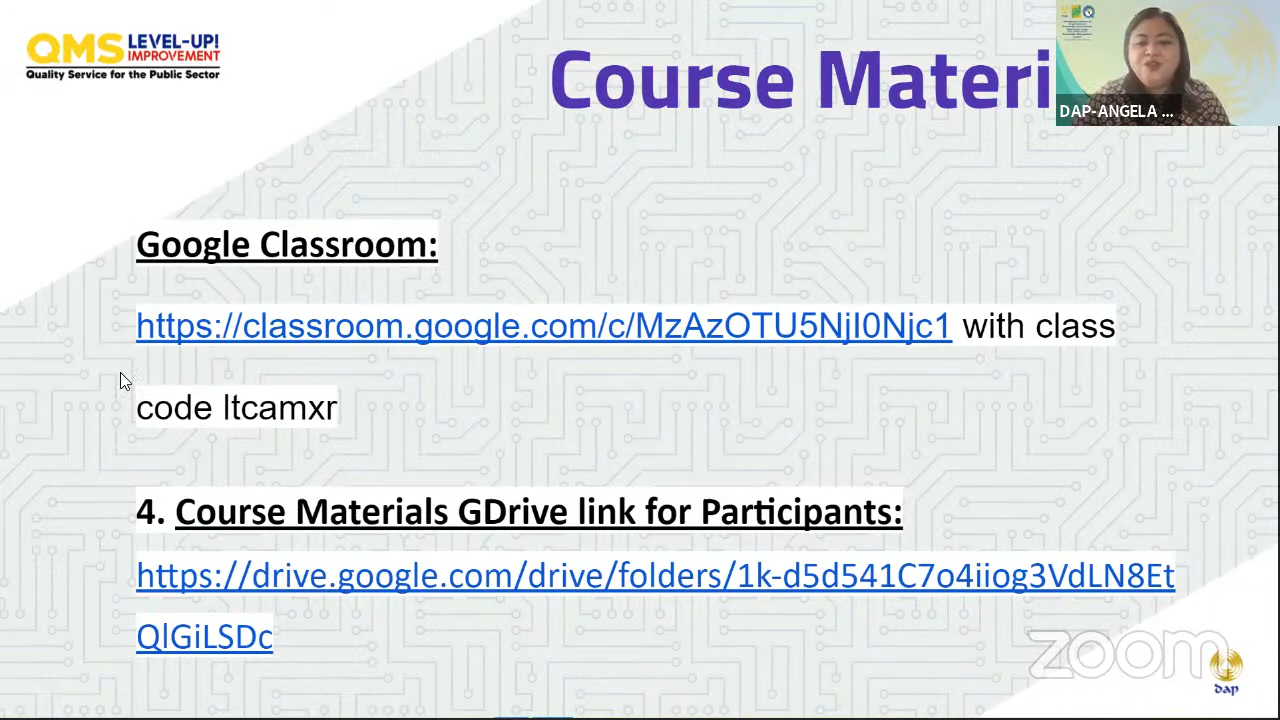 QMS LEVEL-UP!
IMPROVEMENT
Quality Service for the Public Sector
Course Materi
DAP-ANGELA ...
Google Classroom:
https://classroom.google.com/c/MzAzOTU5NjI0Njc1 with class
code ltcamxr
4. Course Materials GDrive link for Participants:
https://drive.google.com/drive/folders/1k-d5d541C7o4iiog3VdLN8Et
QlGiLSDc
zoom
dap